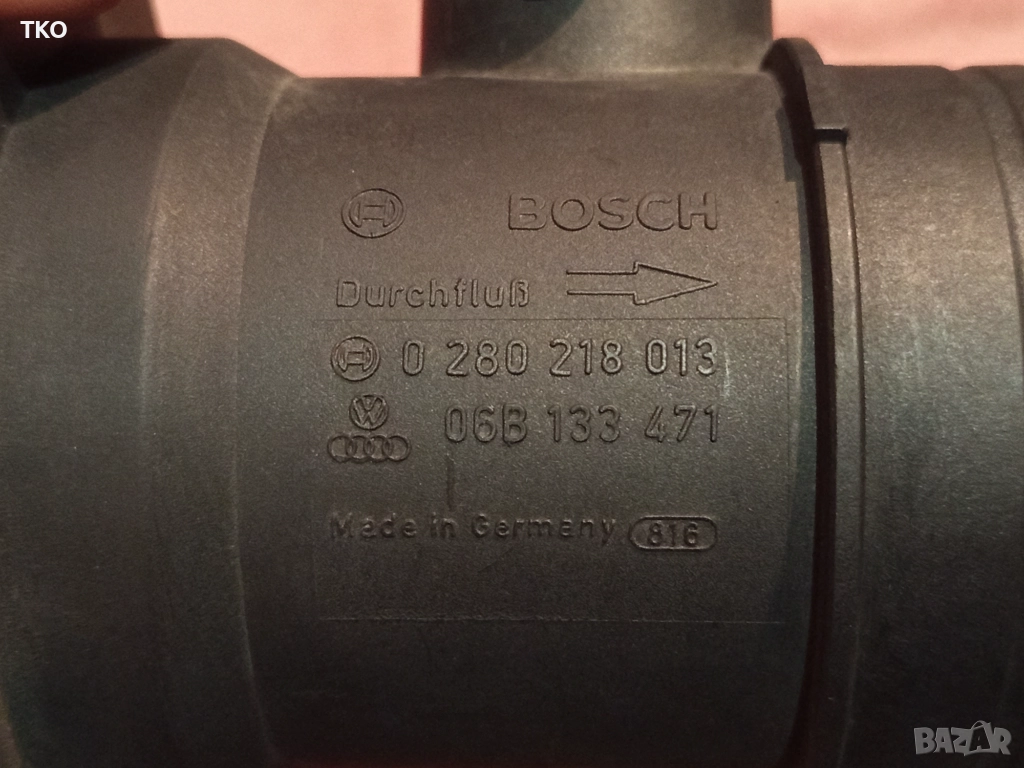 TKO
BOSCH
Durchfluß
0 280 218 013
06B 133 471
Made in Germany 816
BAZAR